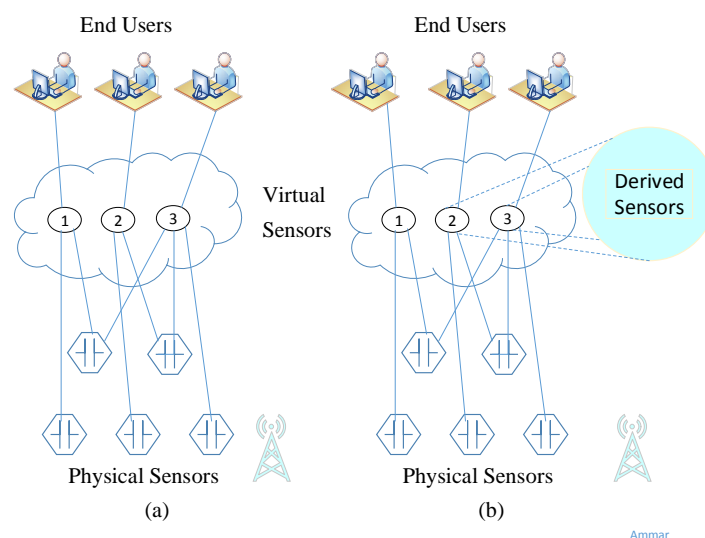 End Users
End Users
Virtual
Sensors
Derived
Sensors
1
2
3
1
2
3
Physical Sensors
Physical Sensors
(a)
(b)
Ammar